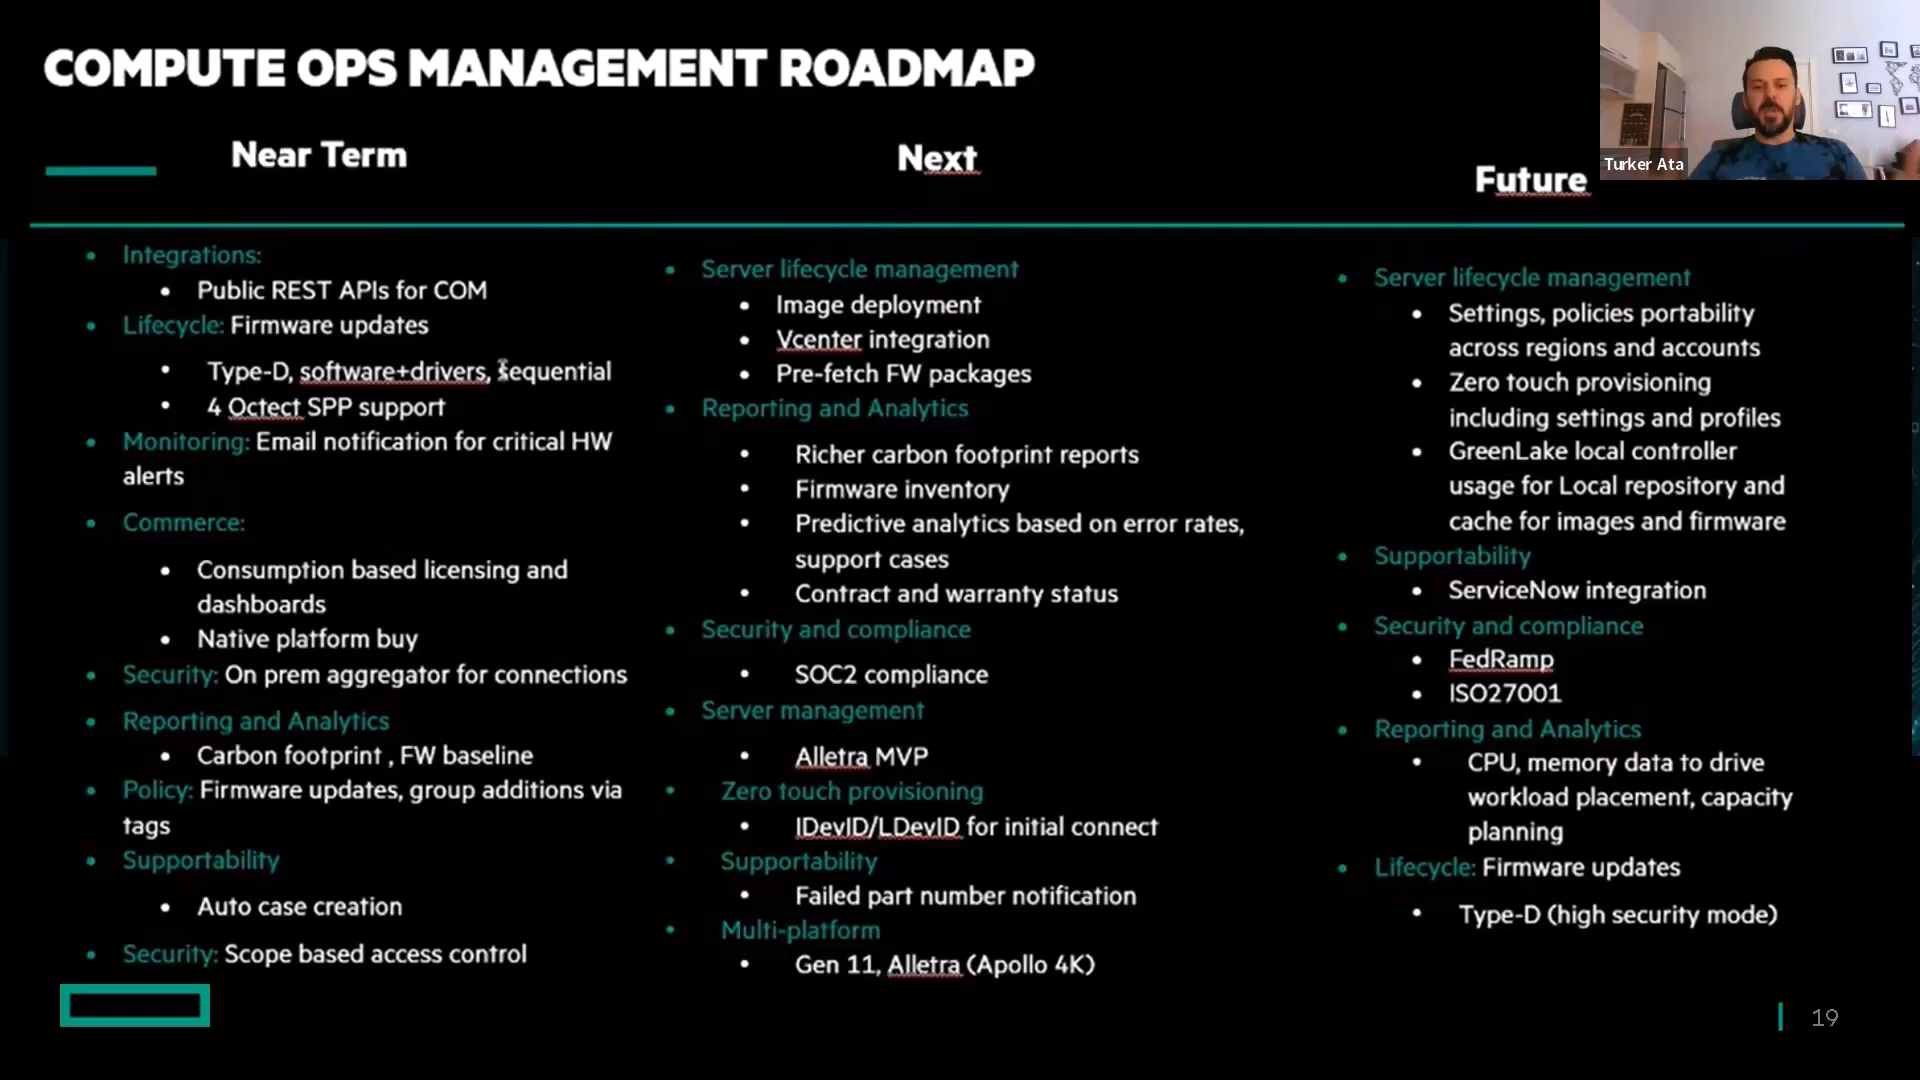 COMPUTE OPS MANAGEMENT ROADMAP
Turker Ata
Near Term
Integrations:
Public REST APIs for COM
Lifecycle: Firmware updates
Type-D, software+drivers, sequential
4 Octect SPP support
Monitoring: Email notification for critical HW
alerts
Commerce:
Consumption based licensing and
dashboards
Native platform buy
Security: On prem aggregator for connections
Reporting and Analytics
Carbon footprint , FW baseline
Policy: Firmware updates, group additions via
tags
Supportability
Auto case creation
Security: Scope based access control
Next
Server lifecycle management
Image deployment
Vcenter integration
Pre-fetch FW packages
Reporting and Analytics
Richer carbon footprint reports
Firmware inventory
Predictive analytics based on error rates,
support cases
Contract and warranty status
Security and compliance
SOC2 compliance
Server management
Alletra MVP
Zero touch provisioning
IDevID/LDevID for initial connect
Supportability
Failed part number notification
Multi-platform
Gen 11, Alletra (Apollo 4K)
Future
Server lifecycle management
Settings, policies portability
across regions and accounts
Zero touch provisioning
including settings and profiles
GreenLake local controller
usage for Local repository and
cache for images and firmware
Supportability
ServiceNow integration
Security and compliance
FedRamp
ISO27001
Reporting and Analytics
CPU, memory data to drive
workload placement, capacity
planning
Lifecycle: Firmware updates
Type-D (high security mode)
19